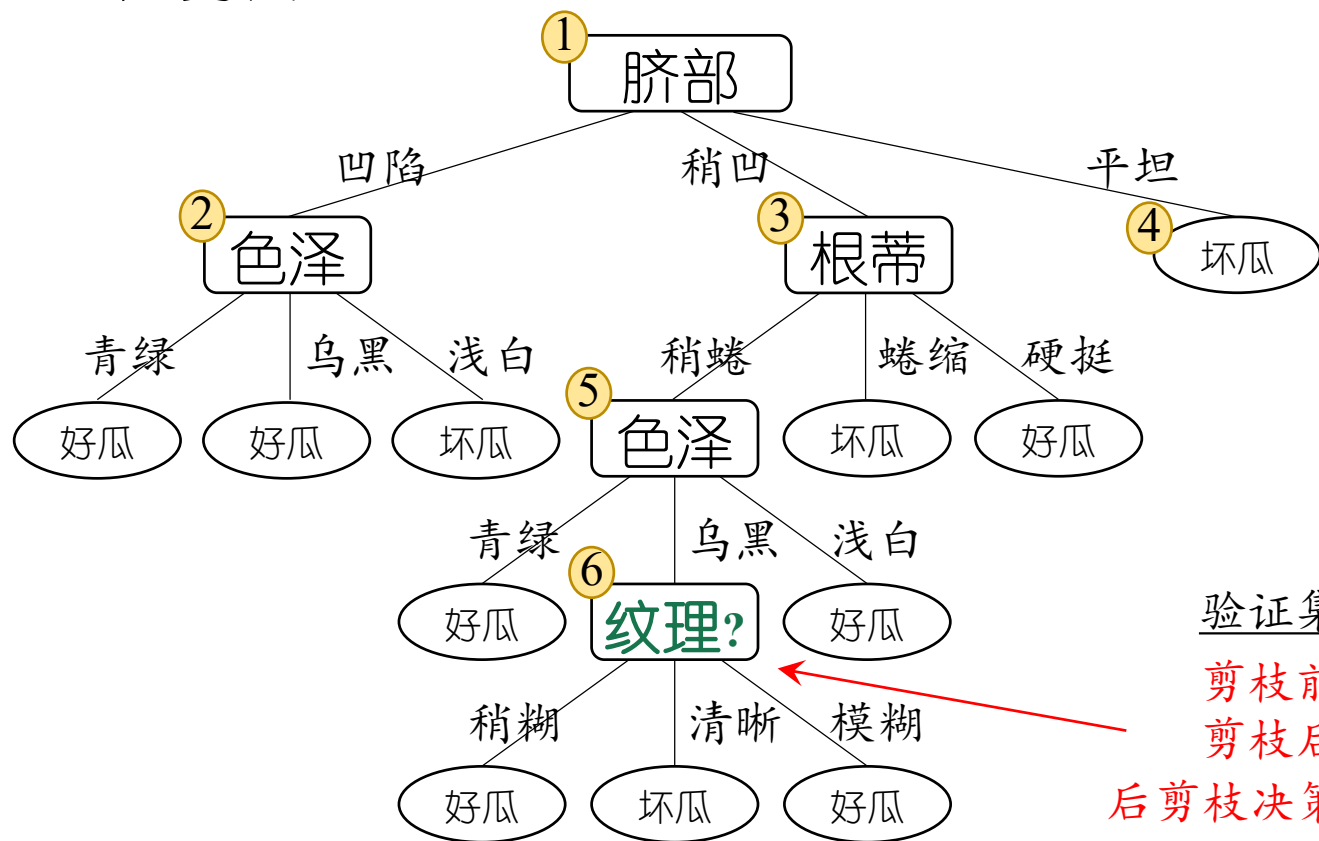 1
脐部
凹陷
稍凹
平坦
2
色泽
3
根蒂
4
坏瓜
青绿
乌黑
浅白
稍蜷
蜷缩
硬挺
好瓜
好瓜
坏瓜
5
色泽
坏瓜
好瓜
青绿
乌黑
浅白
好瓜
6
纹理?
好瓜
验证集
剪枝前
剪枝后
后剪枝决策
稍糊
清晰
模糊
好瓜
坏瓜
好瓜